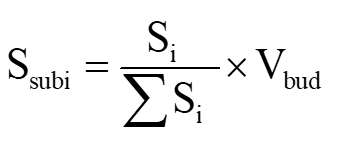 S_subi = S_i / ∑ S_i × V_bud